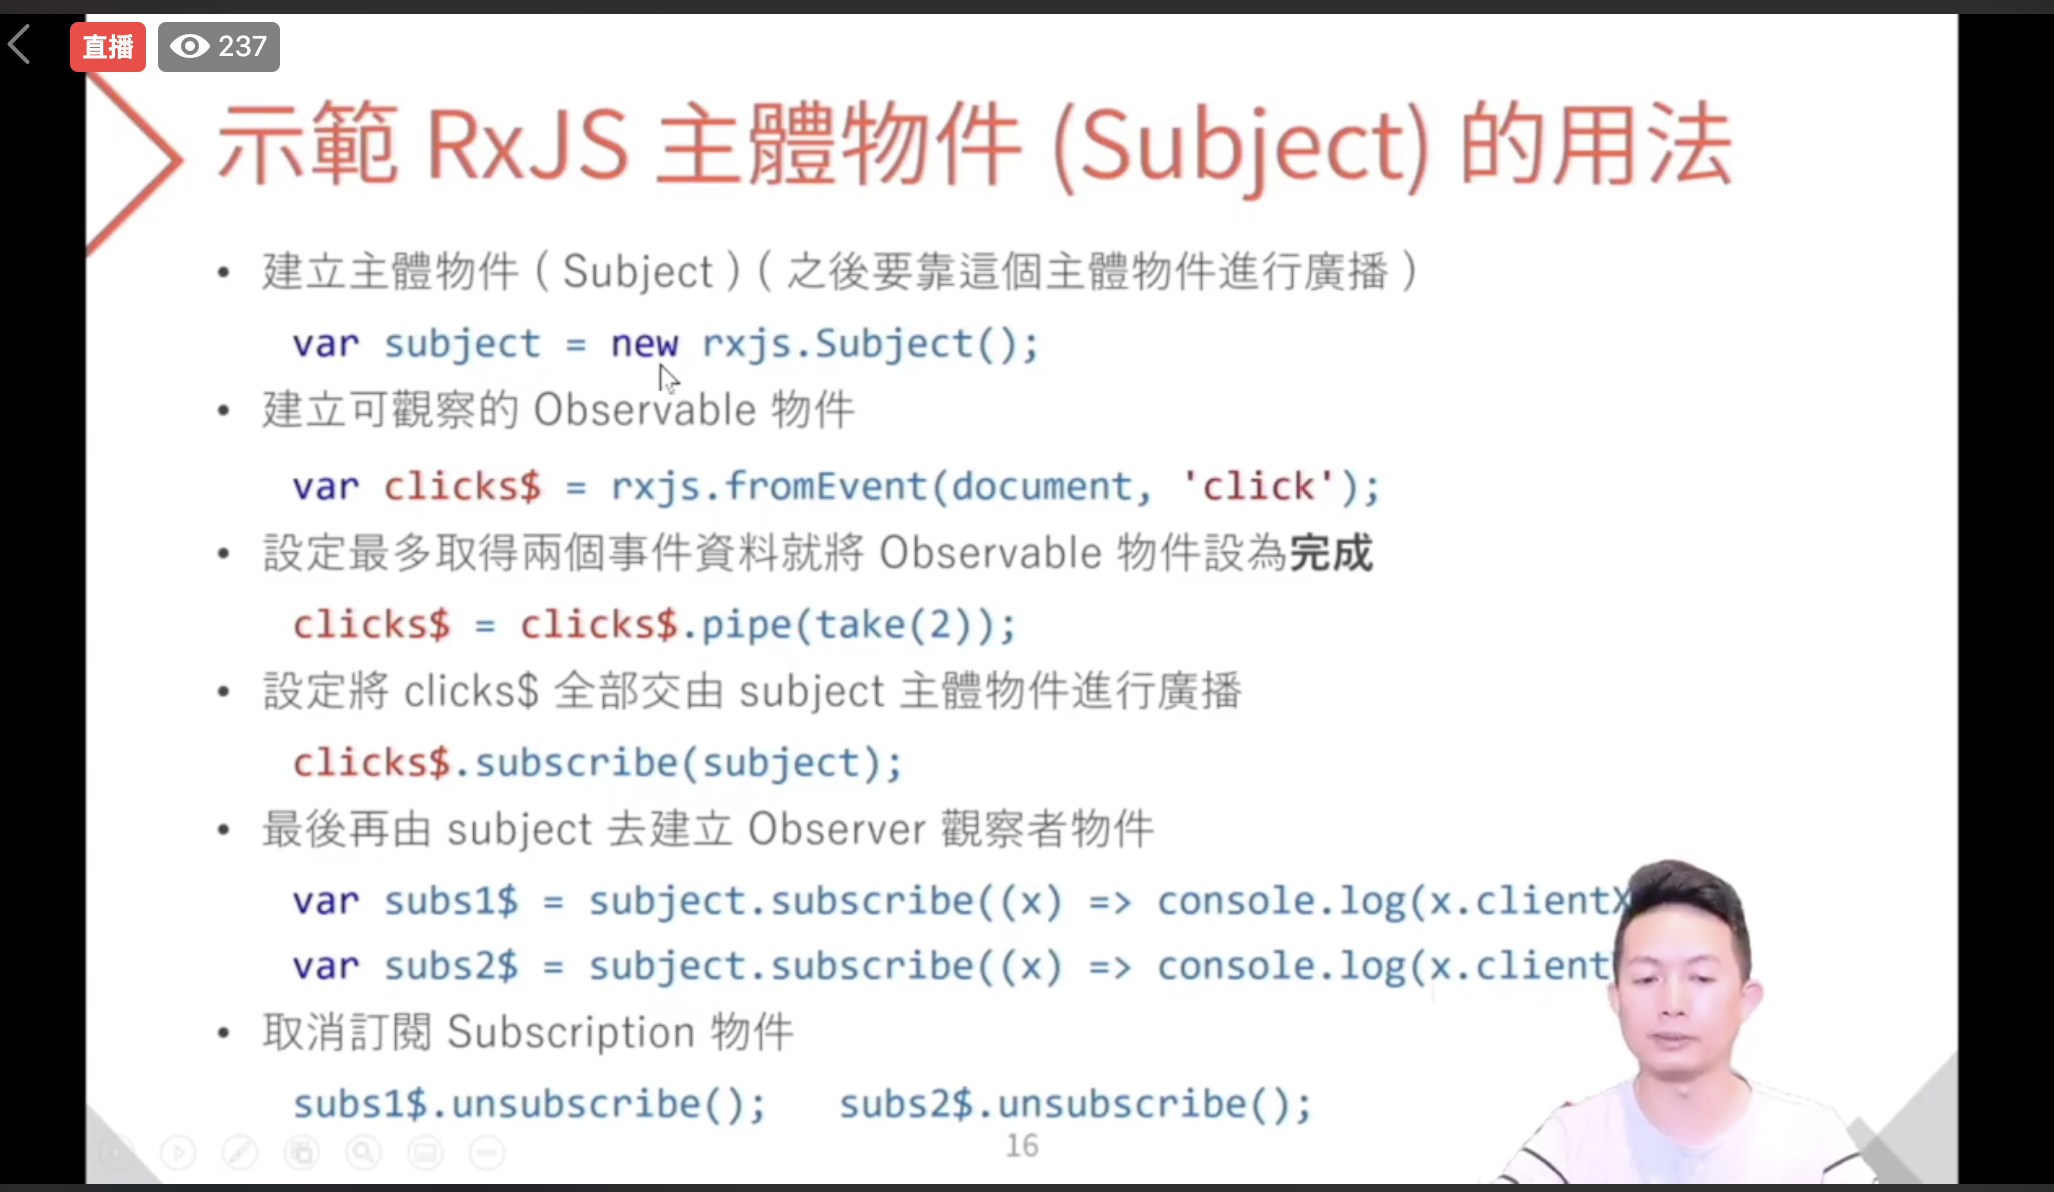 直播 237
示範 RxJS 主體物件 (Subject) 的用法
• 建立主體物件 ( Subject ) ( 之後要靠這個主體物件進行廣播 )
var subject = new rxjs.Subject();
• 建立可觀察的 Observable 物件
var clicks$ = rxjs.fromEvent(document, 'click');
• 設定最多取得兩個事件資料就將 Observable 物件設為完成
clicks$ = clicks$.pipe(take(2));
• 設定將 clicks$ 全部交由 subject 主體物件進行廣播
clicks$.subscribe(subject);
• 最後再由 subject 去建立 Observer 觀察者物件
var subs1$ = subject.subscribe((x) => console.log(x.clientX
var subs2$ = subject.subscribe((x) => console.log(x.client
• 取消訂閱 Subscription 物件
subs1$.unsubscribe(); subs2$.unsubscribe();
16